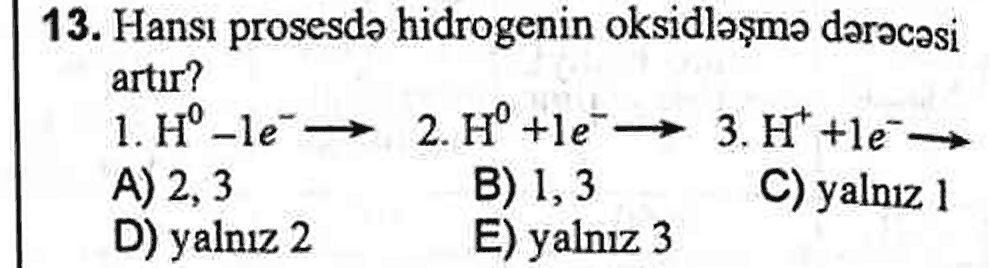 13. Hansı prosesdə hidrogenin oksidləşmə dərəcəsi
artır?
1. H⁰ –1e⁻ ⟶ 2. H⁰ +1e⁻ ⟶ 3. H⁺ +1e⁻ ⟶
A) 2, 3 B) 1, 3 C) yalnız 1
D) yalnız 2 E) yalnız 3